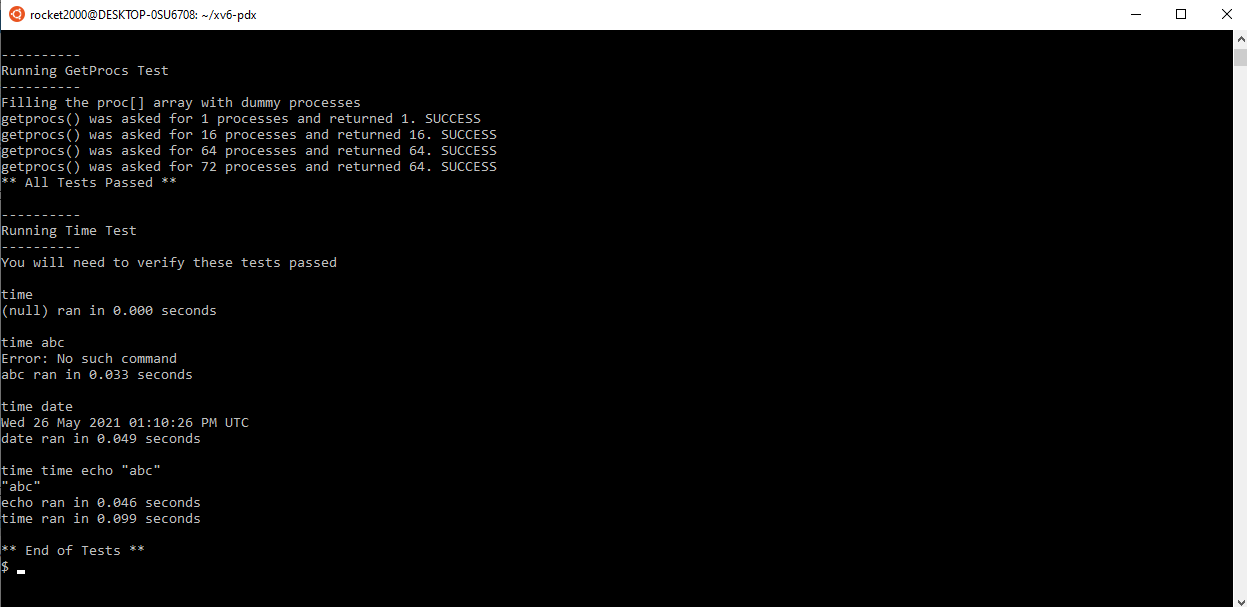 rocket2000@DESKTOP-0SU6708: ~/xv6-pdx
----------
Running GetProcs Test
----------
Filling the proc[] array with dummy processes
getprocs() was asked for 1 processes and returned 1. SUCCESS
getprocs() was asked for 16 processes and returned 16. SUCCESS
getprocs() was asked for 64 processes and returned 64. SUCCESS
getprocs() was asked for 72 processes and returned 64. SUCCESS
** All Tests Passed **
----------
Running Time Test
----------
You will need to verify these tests passed
time
(null) ran in 0.000 seconds
time abc
Error: No such command
abc ran in 0.033 seconds
time date
Wed 26 May 2021 01:10:26 PM UTC
date ran in 0.049 seconds
time time echo "abc"
"abc"
echo ran in 0.046 seconds
time ran in 0.099 seconds
** End of Tests **
$